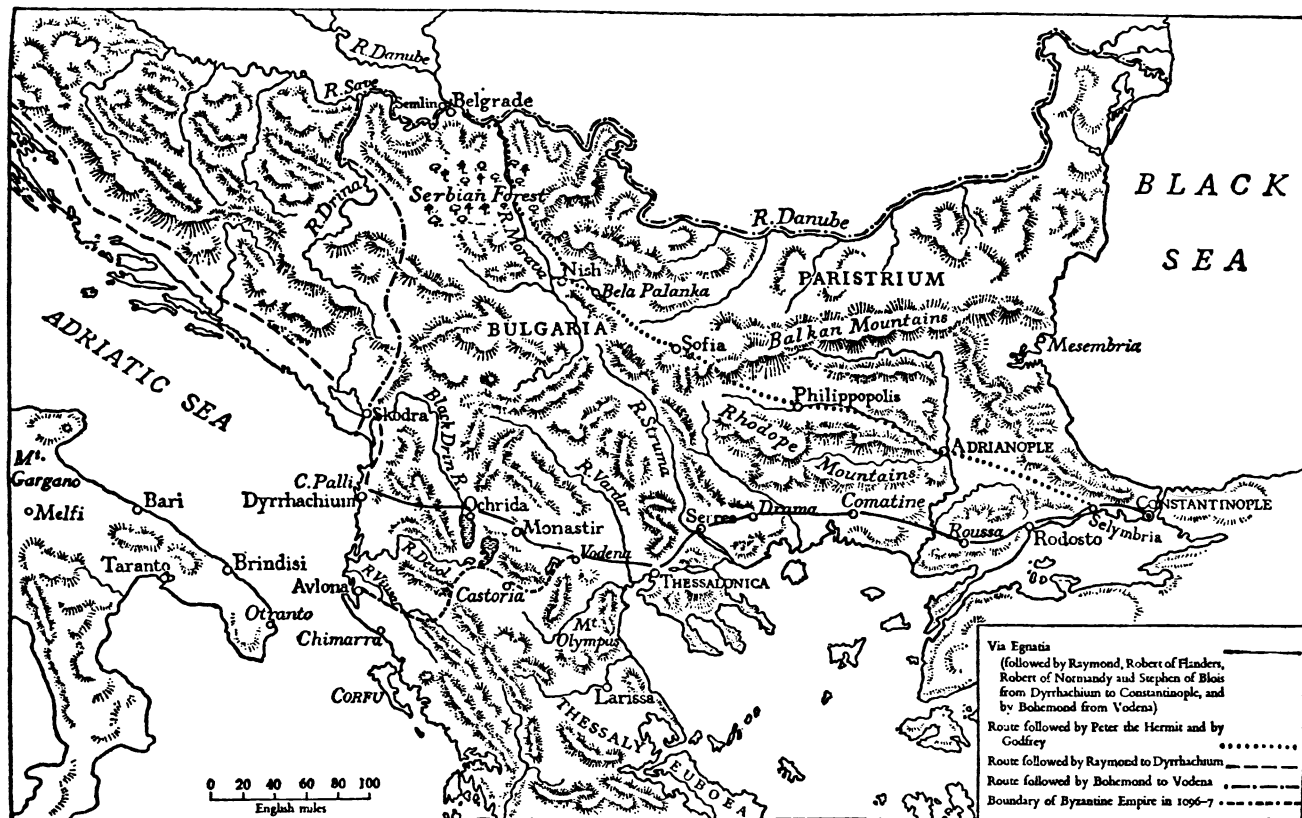 R. Danube
R. Save
Semlin
Belgrade
BLACK
SEA
Serbian Forest
R. Drina
R. Morava
R. Danube
Nish
Bela Palanka
PARISTRIUM
BULGARIA
Balkan Mountains
Sofia
Mesembria
ADRIATIC SEA
Philippopolis
Skodra
Black Drin R.
R. Struma
Rhodope
Mountains
ADRIANOPLE
Mt.
Gargano
C. Palli
Dyrrhachium
R. Vardar
Bari
Melfi
Ochrida
Monastir
Serres
Drama
Comatine
CONSTANTINOPLE
Selymbria
Roussa
Rodosto
Vodena
Taranto
Brindisi
R. Devol
THESSALONICA
Avlona
R. Viusa
Castoria
Otranto
Chimarra
Mt.
Olympus
CORFU
Larissa
THESSALY
EUBOEA
0 20 40 60 80 100
English miles
Via Egnatia
(followed by Raymond, Robert of Flanders,
Robert of Normandy and Stephen of Blois
from Dyrrhachium to Constantinople, and
by Bohemond from Vodena)
Route followed by Peter the Hermit and by
Godfrey
Route followed by Raymond to Dyrrhachium
Route followed by Bohemond to Vodena
Boundary of Byzantine Empire in 1096-7